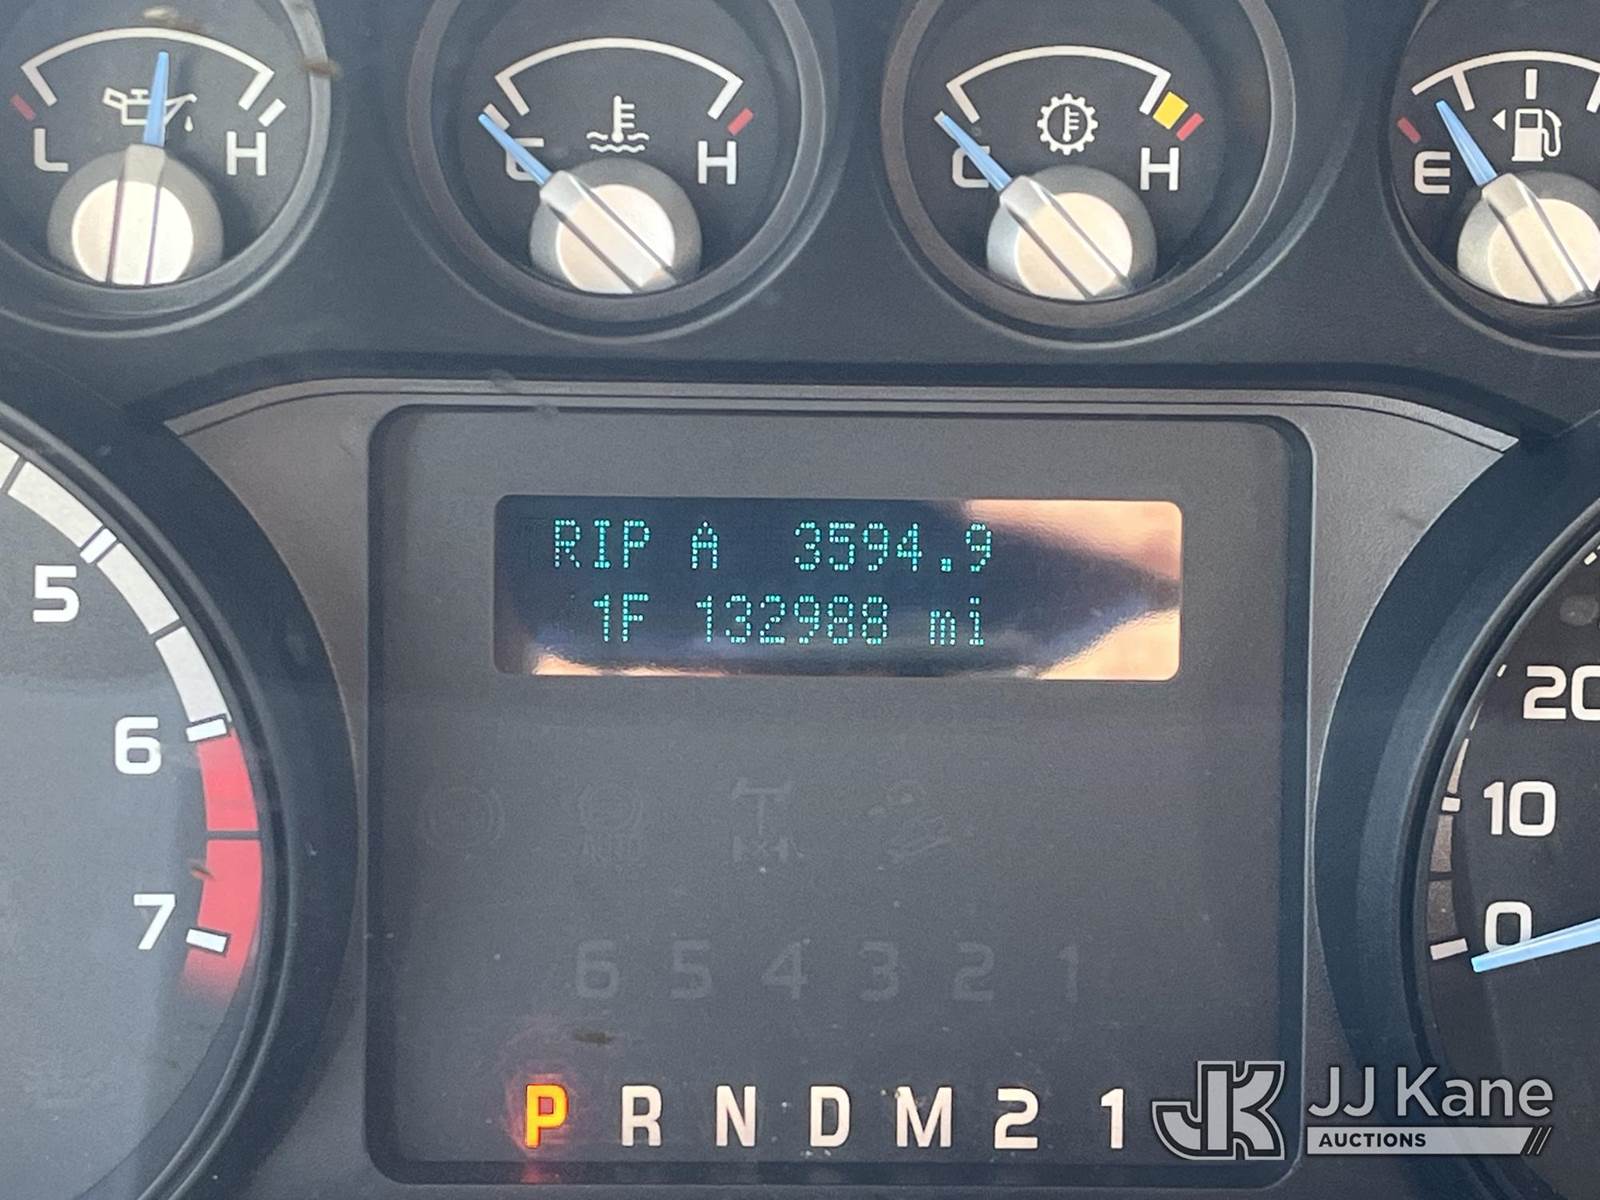 L H
C H
C H
E
RIP A 3594.9
1F 132988 mi
5
6
7
20
10
0
6 5 4 3 2 1
P R N D M 2 1
JK JJ Kane
AUCTIONS